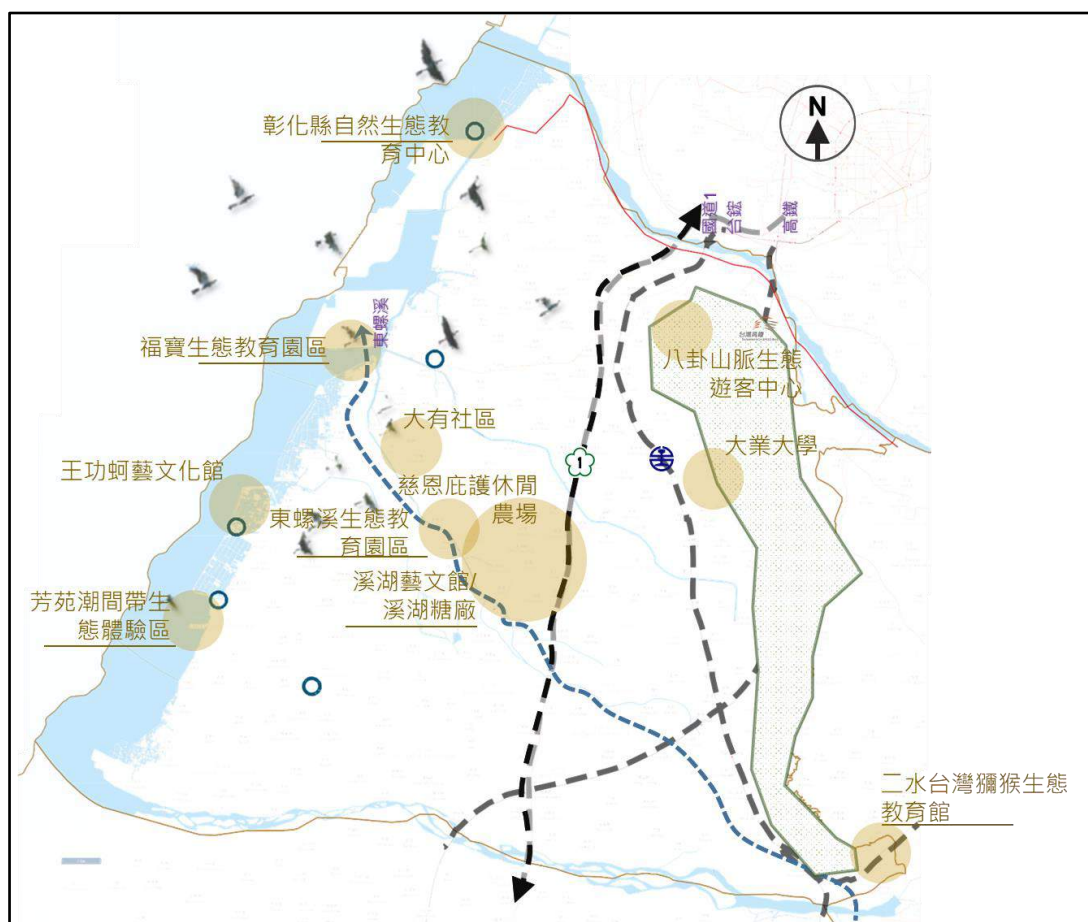 N
彰化縣自然生態教
育中心
國道1
台鉉
高鐵
東螺溪
福寶生態教育園區
台灣高鐵
八卦山脈生態
遊客中心
大有社區
大業大學
王功蚵藝文化館
慈恩庇護休閒
農場
1
東螺溪生態教
育園區
溪湖藝文館/
溪湖糖廠
芳苑潮間帶生
態體驗區
二水台灣獼猴生態
教育館